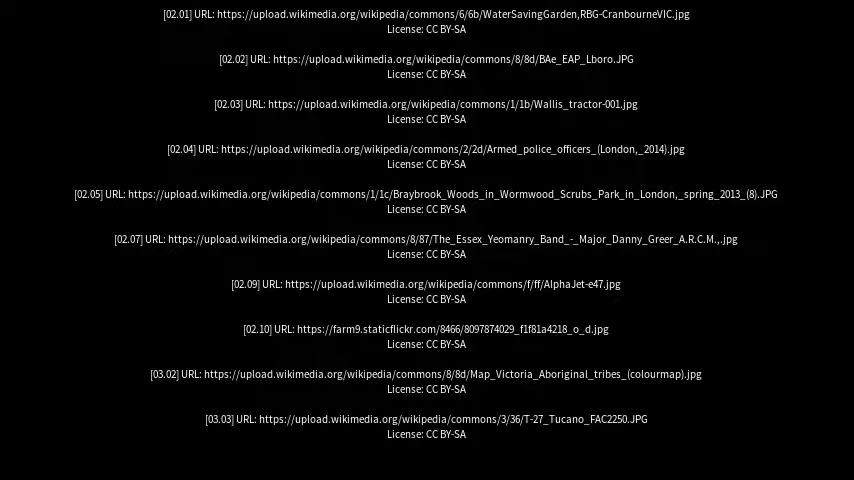 [02.01] URL: https://upload.wikimedia.org/wikipedia/commons/6/6b/WaterSavingGarden,RBG-CranbourneVIC.jpg
License: CC BY-SA
[02.02] URL: https://upload.wikimedia.org/wikipedia/commons/8/8d/BAe_EAP_Lboro.JPG
License: CC BY-SA
[02.03] URL: https://upload.wikimedia.org/wikipedia/commons/1/1b/Wallis_tractor-001.jpg
License: CC BY-SA
[02.04] URL: https://upload.wikimedia.org/wikipedia/commons/2/2d/Armed_police_officers_(London,_2014).jpg
License: CC BY-SA
[02.05] URL: https://upload.wikimedia.org/wikipedia/commons/1/1c/Braybrook_Woods_in_Wormwood_Scrubs_Park_in_London,_spring_2013_(8).JPG
License: CC BY-SA
[02.07] URL: https://upload.wikimedia.org/wikipedia/commons/8/87/The_Essex_Yeomanry_Band_-_Major_Danny_Greer_A.R.C.M.,.jpg
License: CC BY-SA
[02.09] URL: https://upload.wikimedia.org/wikipedia/commons/f/ff/AlphaJet-e47.jpg
License: CC BY-SA
[02.10] URL: https://farm9.staticflickr.com/8466/8097874029_f1f81a4218_o_d.jpg
License: CC BY-SA
[03.02] URL: https://upload.wikimedia.org/wikipedia/commons/8/8d/Map_Victoria_Aboriginal_tribes_(colourmap).jpg
License: CC BY-SA
[03.03] URL: https://upload.wikimedia.org/wikipedia/commons/3/36/T-27_Tucano_FAC2250.JPG
License: CC BY-SA